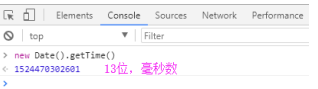 Elements Console Sources Network Performance
top Filter
> new Date().getTime()
1524470302601 13位，毫秒数
>